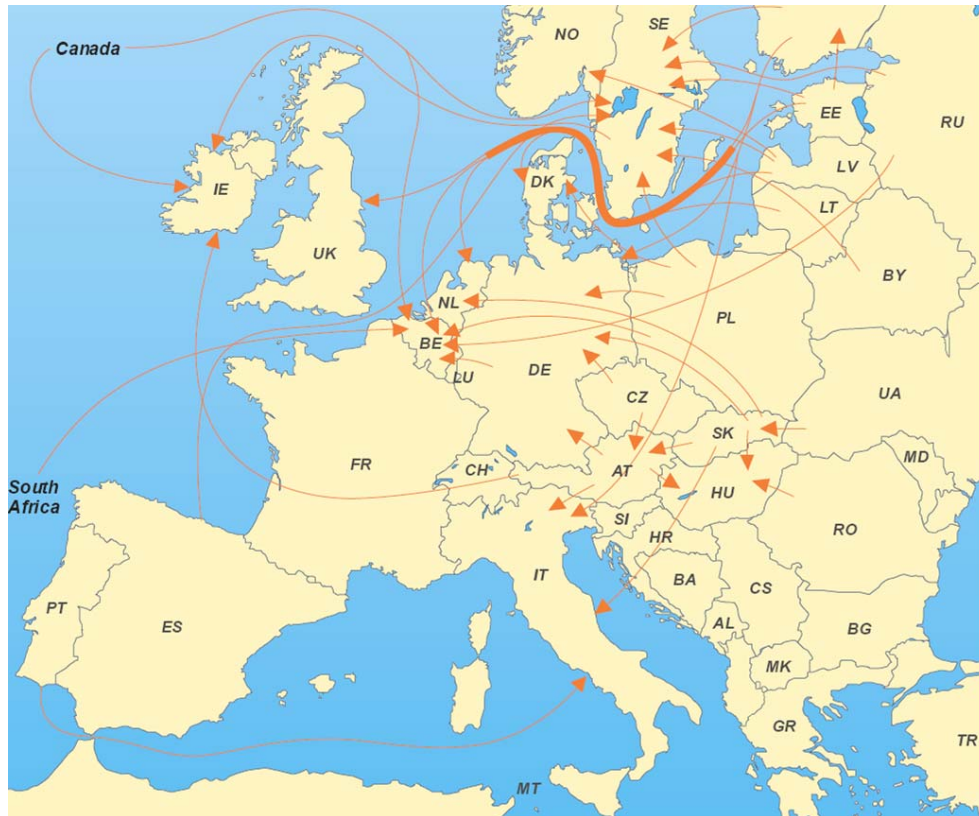 Canada
NO
SE
EE
RU
IE
DK
LV
LT
UK
BY
NL
PL
BE
LU
DE
CZ
UA
SK
FR
CH
AT
HU
MD
South
Africa
SI
HR
RO
IT
PT
ES
BA
CS
AL
BG
MK
GR
TR
MT